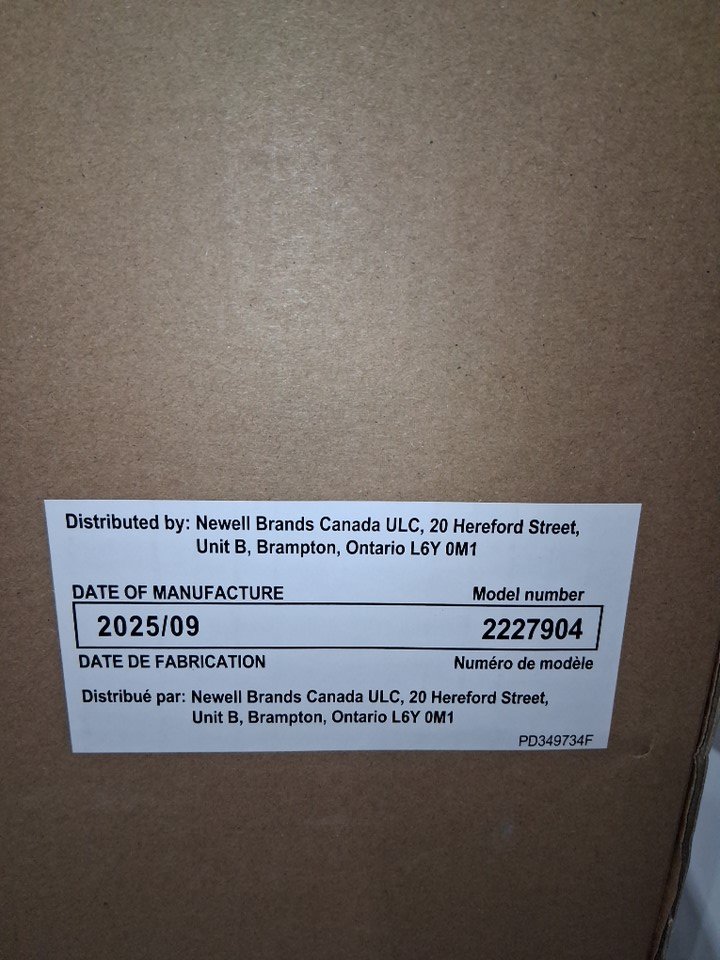 Distributed by: Newell Brands Canada ULC, 20 Hereford Street,
Unit B, Brampton, Ontario L6Y 0M1
DATE OF MANUFACTURE Model number
2025/09 2227904
DATE DE FABRICATION Numéro de modèle
Distribué par: Newell Brands Canada ULC, 20 Hereford Street,
Unit B, Brampton, Ontario L6Y 0M1
PD349734F